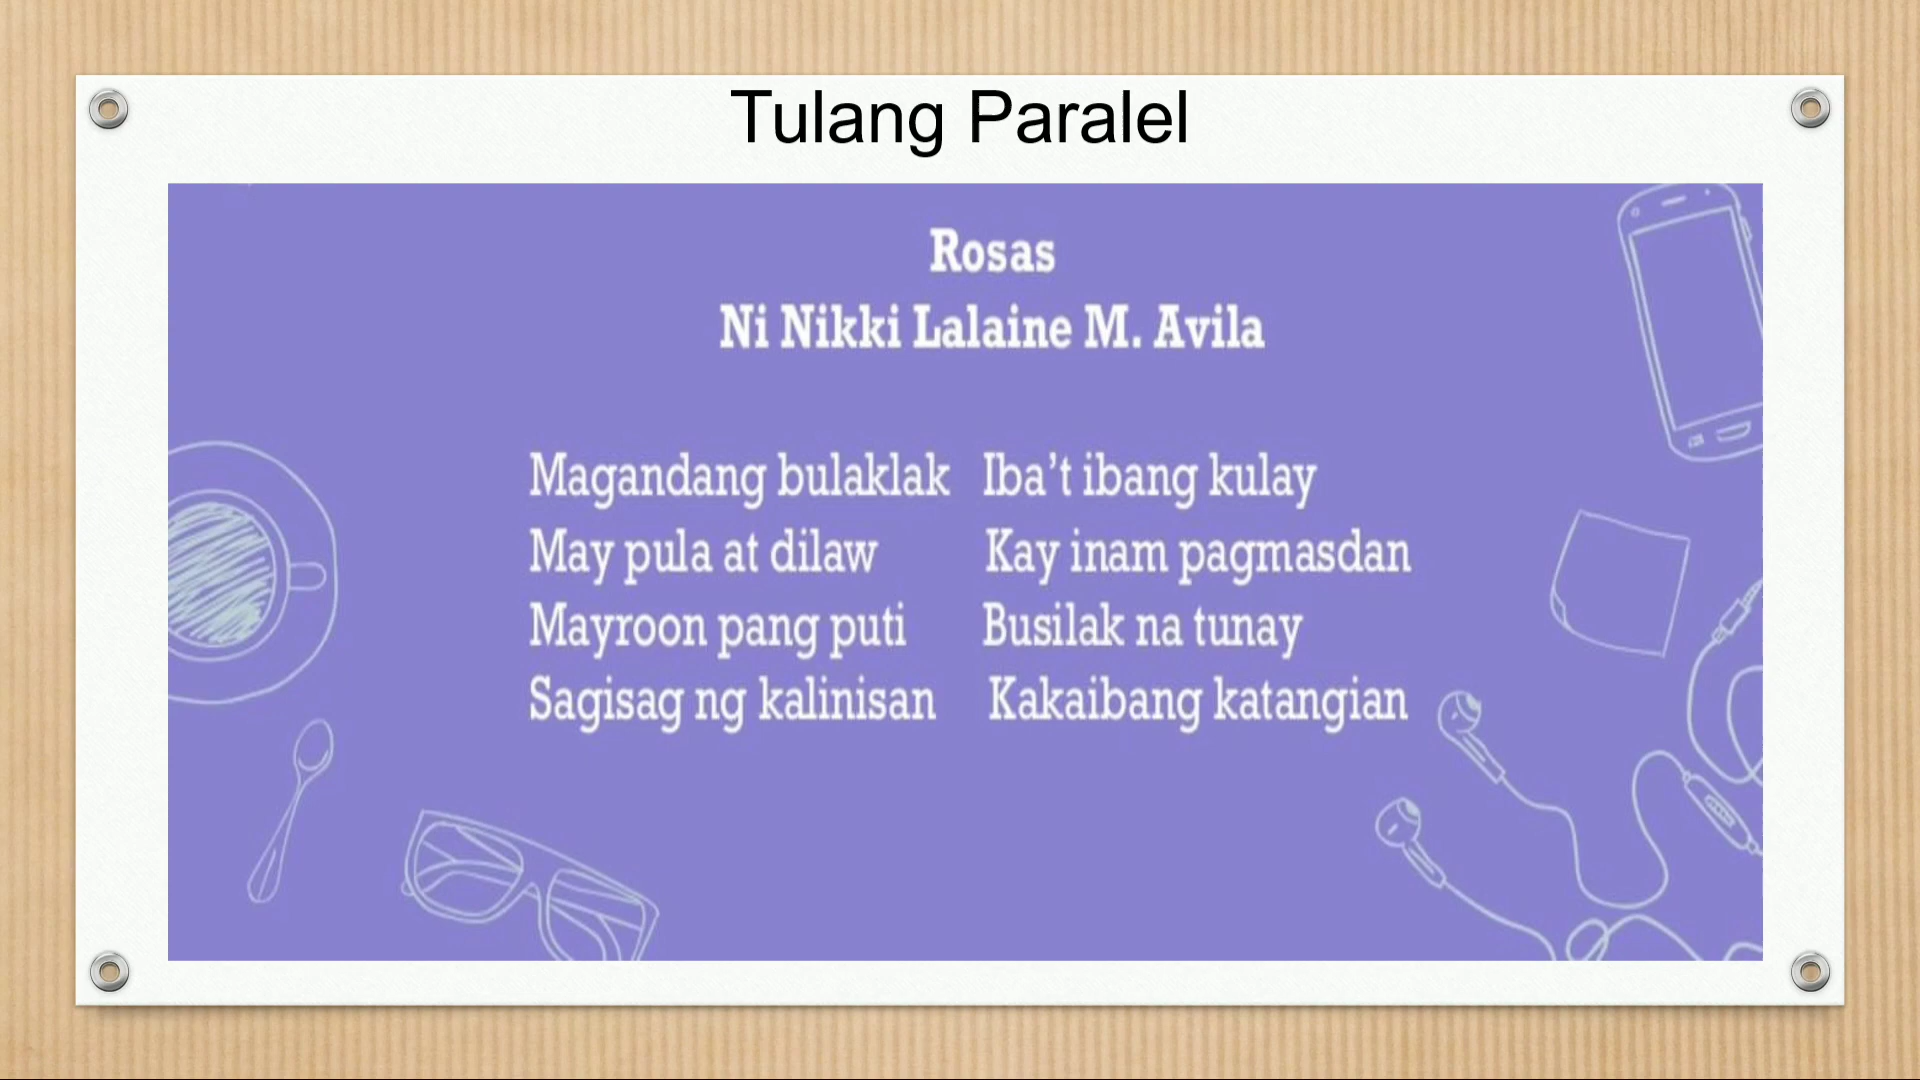 Tulang Paralel
Rosas
Ni Nikki Lalaine M. Avila
Magandang bulaklak Iba’t ibang kulay
May pula at dilaw Kay inam pagmasdan
Mayroon pang puti Busilak na tunay
Sagisag ng kalinisan Kakaibang katangian